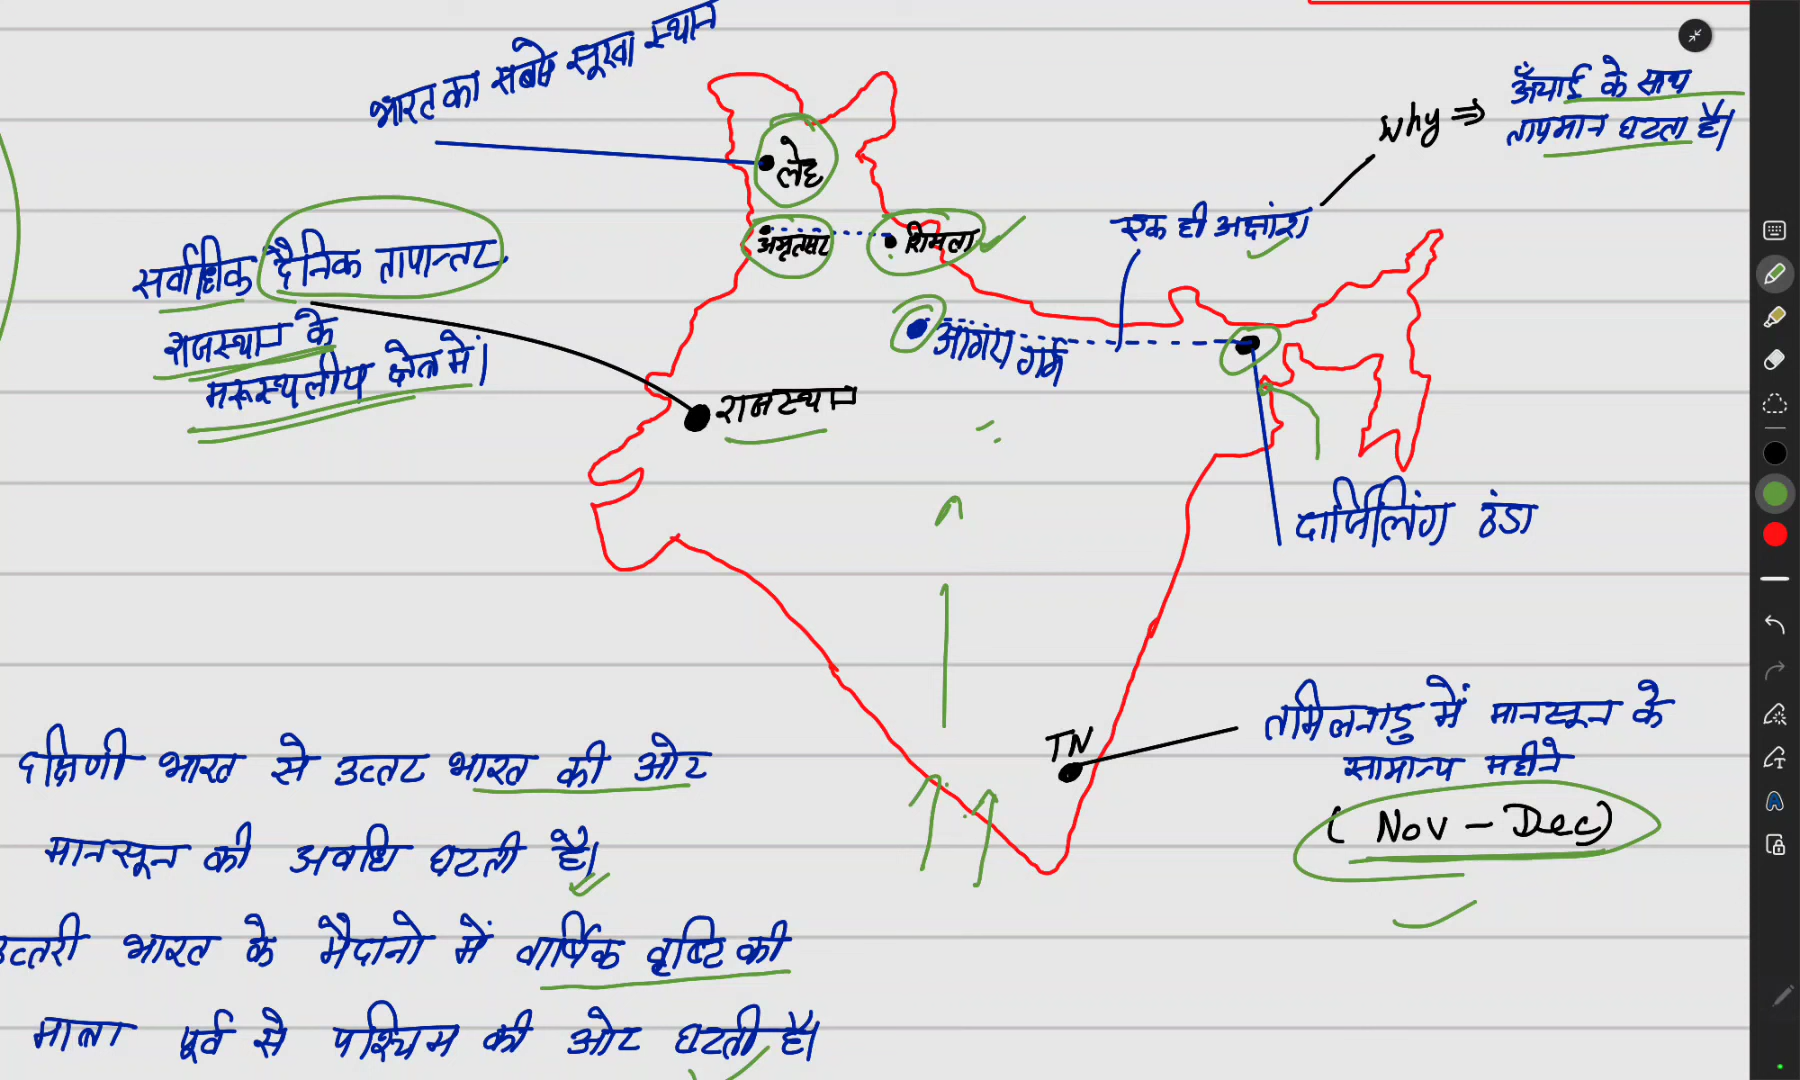 भारत का सबसे सूखा स्थान
Why ⇒
ऊँचाई के साथ
तापमान घटता है।
लेह
अमृतसर
शिमला
एक ही अक्षांश
सर्वाधिक दैनिक तापान्तर
राजस्थान के
मरूस्थलीय क्षेत्र में।
आगरा गर्म
राजस्थान
दार्जिलिंग ठंडा
TN
तमिलनाडु में मानसून के
सामान्य महीने
(Nov - Dec)
दक्षिणी भारत से उत्तर भारत की ओर
मानसून की अवधि घटती है।
उत्तरी भारत के मैदानो में वार्षिक वृष्टि की
मात्रा पूर्व से पश्चिम की ओर घटती है।